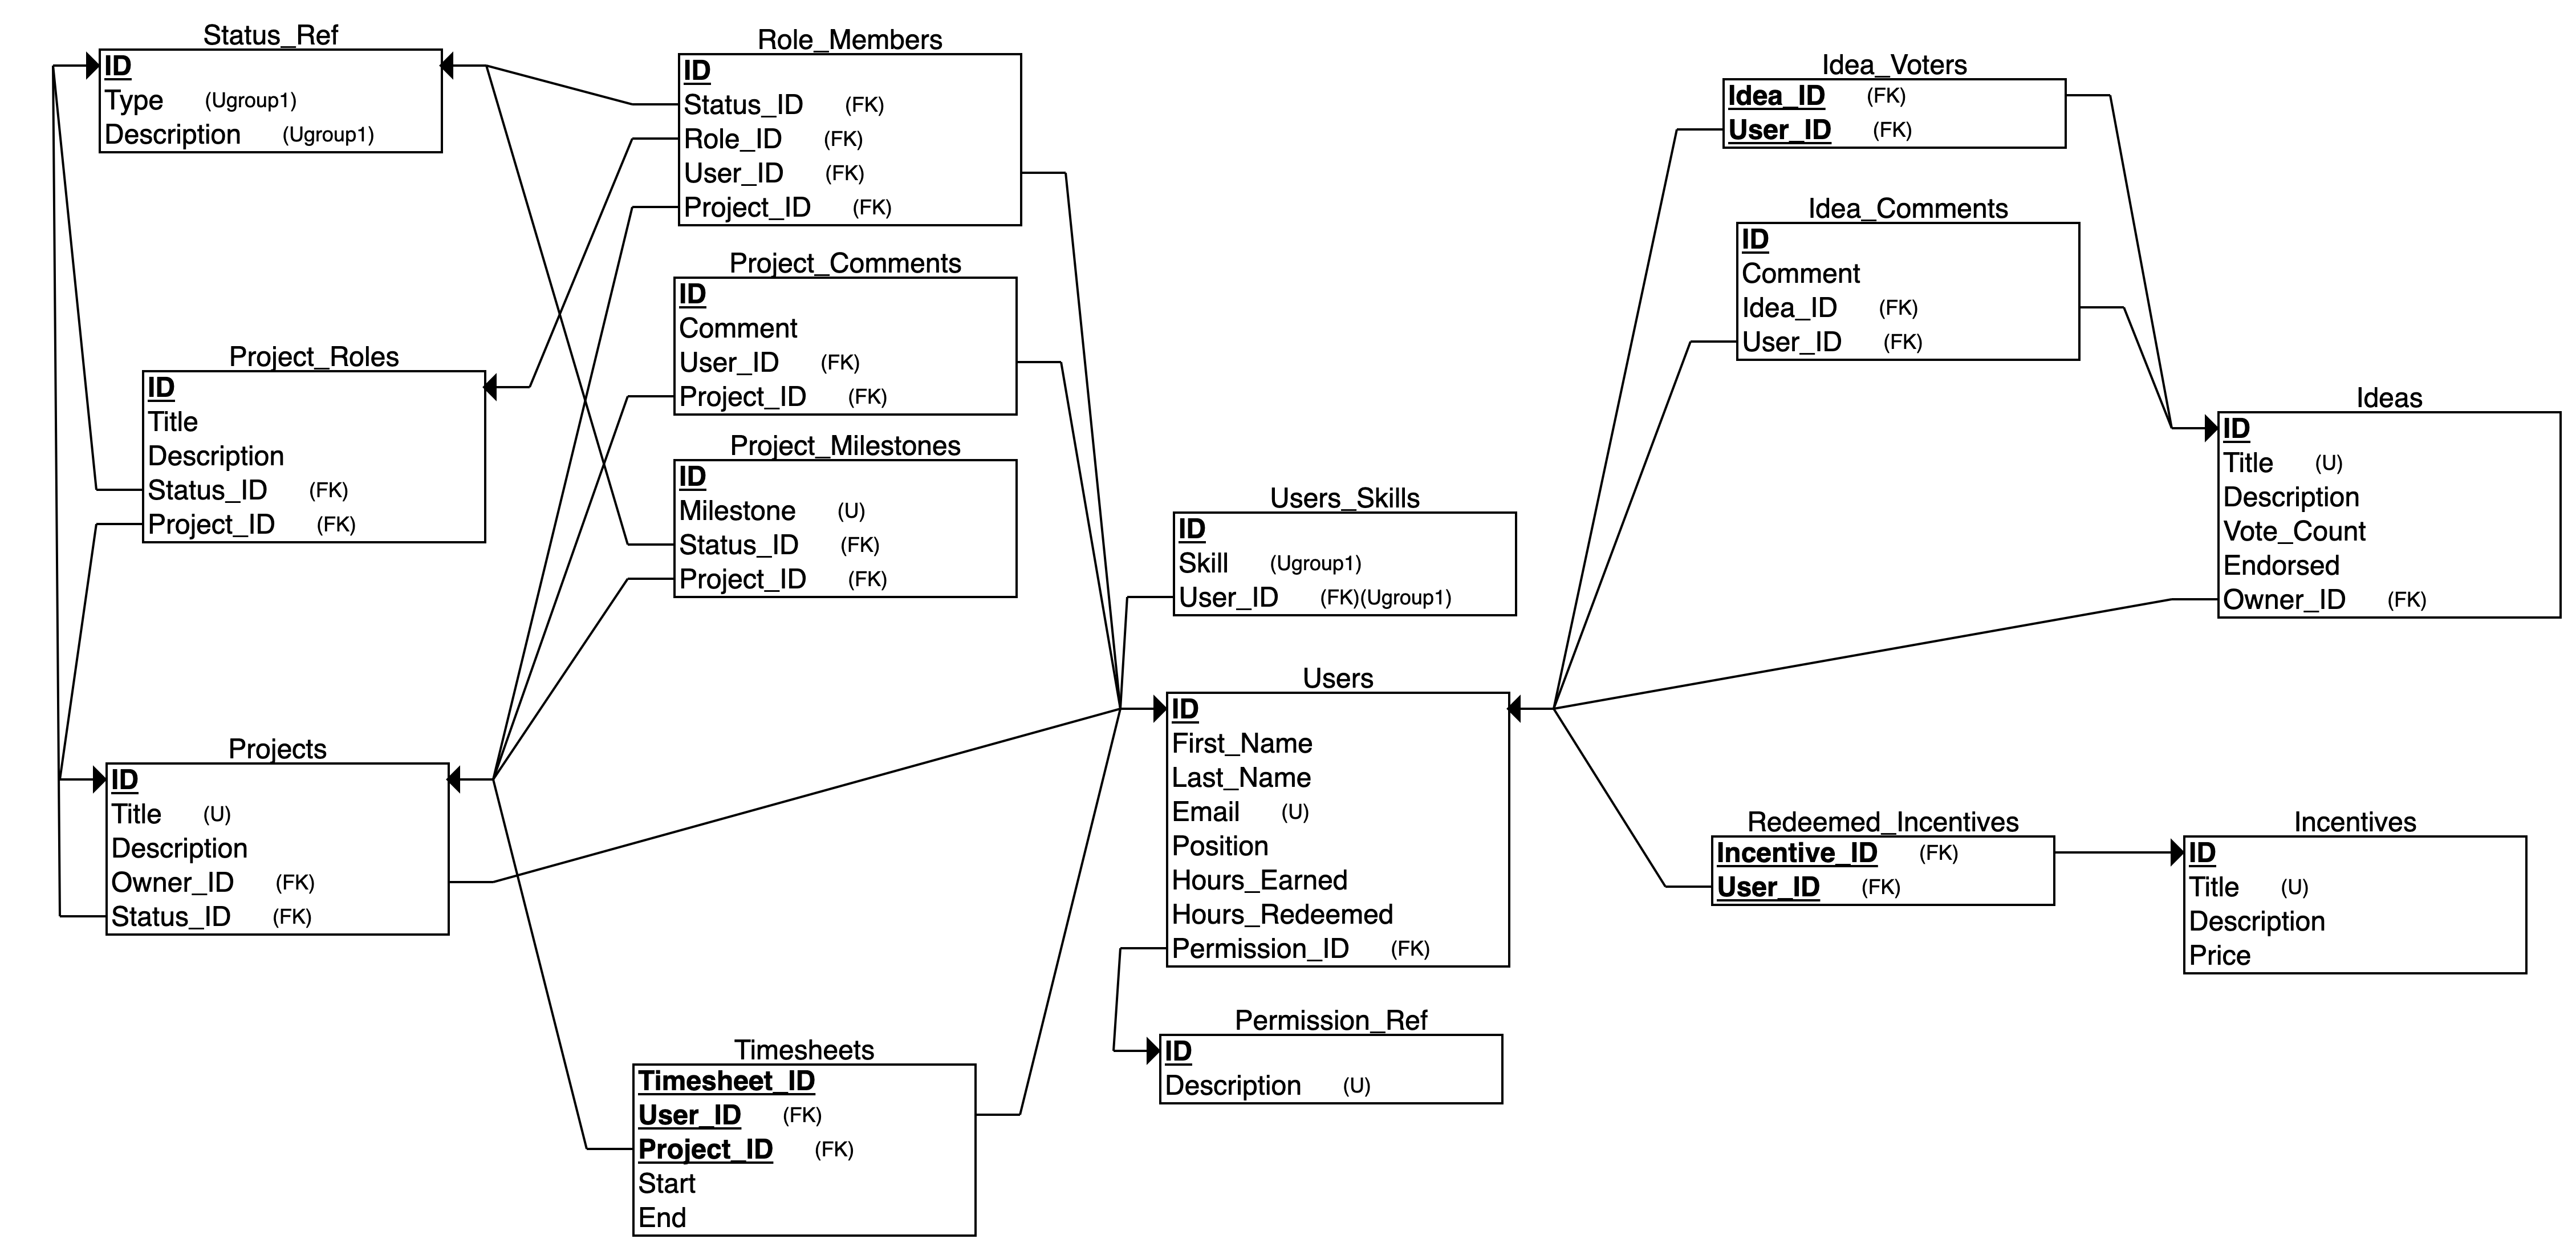 Status_Ref
ID
Type (Ugroup1)
Description (Ugroup1)
Role_Members
ID
Status_ID (FK)
Role_ID (FK)
User_ID (FK)
Project_ID (FK)
Idea_Voters
Idea_ID (FK)
User_ID (FK)
Idea_Comments
ID
Comment
Idea_ID (FK)
User_ID (FK)
Project_Comments
ID
Comment
User_ID (FK)
Project_ID (FK)
Project_Roles
ID
Title
Description
Status_ID (FK)
Project_ID (FK)
Project_Milestones
ID
Milestone (U)
Status_ID (FK)
Project_ID (FK)
Ideas
ID
Title (U)
Description
Vote_Count
Endorsed
Owner_ID (FK)
Users_Skills
ID
Skill (Ugroup1)
User_ID (FK)(Ugroup1)
Users
ID
First_Name
Last_Name
Email (U)
Position
Hours_Earned
Hours_Redeemed
Permission_ID (FK)
Projects
ID
Title (U)
Description
Owner_ID (FK)
Status_ID (FK)
Redeemed_Incentives
Incentive_ID (FK)
User_ID (FK)
Incentives
ID
Title (U)
Description
Price
Permission_Ref
ID
Description (U)
Timesheets
Timesheet_ID
User_ID (FK)
Project_ID (FK)
Start
End